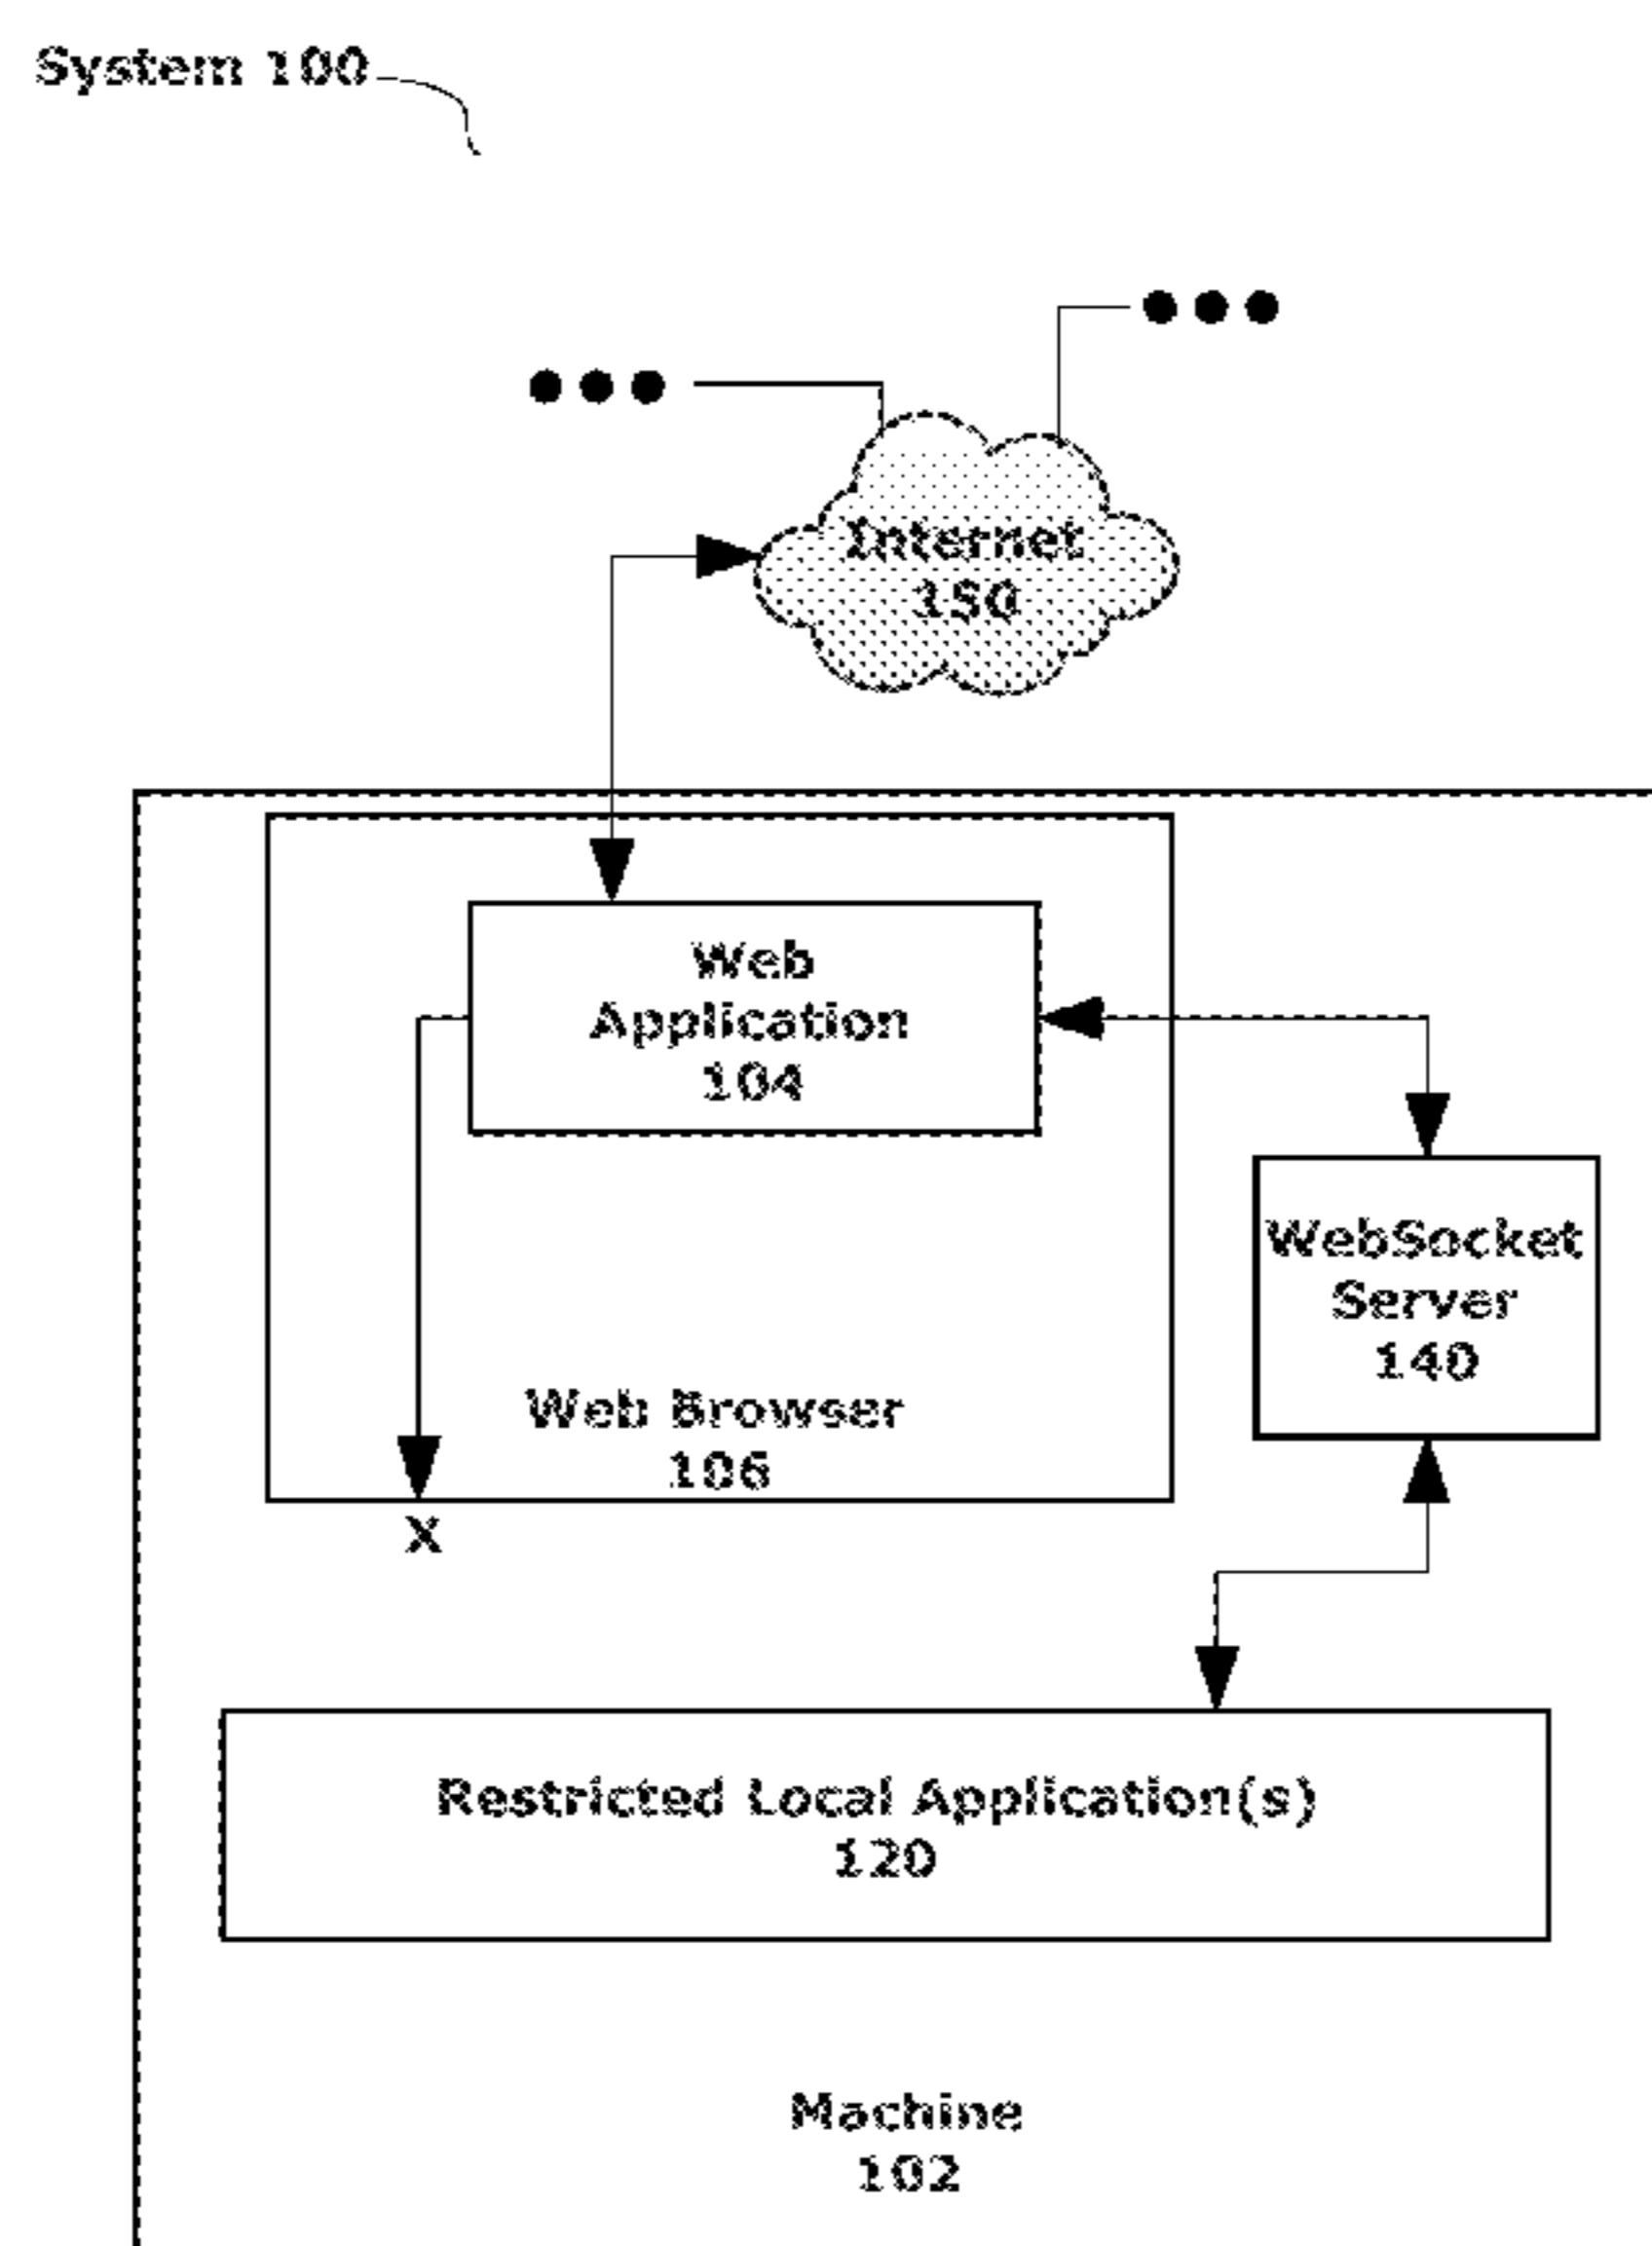 System 100
Internet
150
Web
Application
104
WebSocket
Server
140
Web Browser
106
X
Restricted Local Application(s)
120
Machine
102